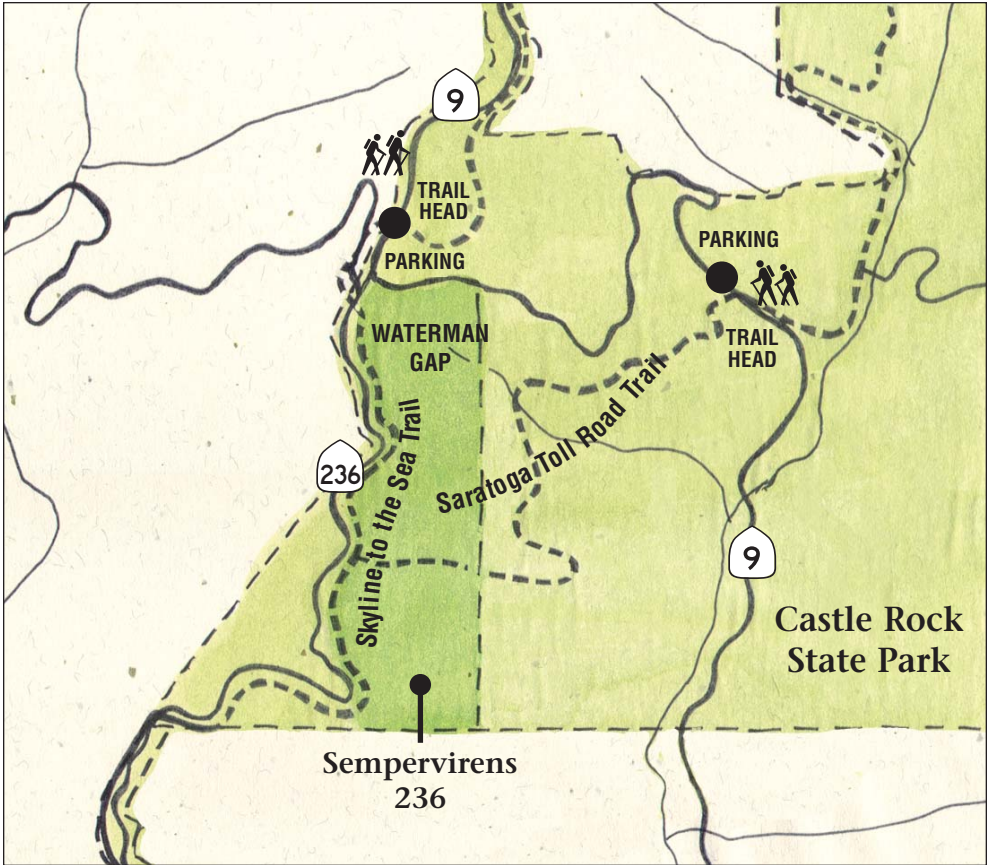 9
TRAIL
HEAD
PARKING
PARKING
TRAIL
HEAD
WATERMAN
GAP
Saratoga Toll Road Trail
Skyline to the Sea Trail
236
9
Castle Rock
State Park
Sempervirens
236